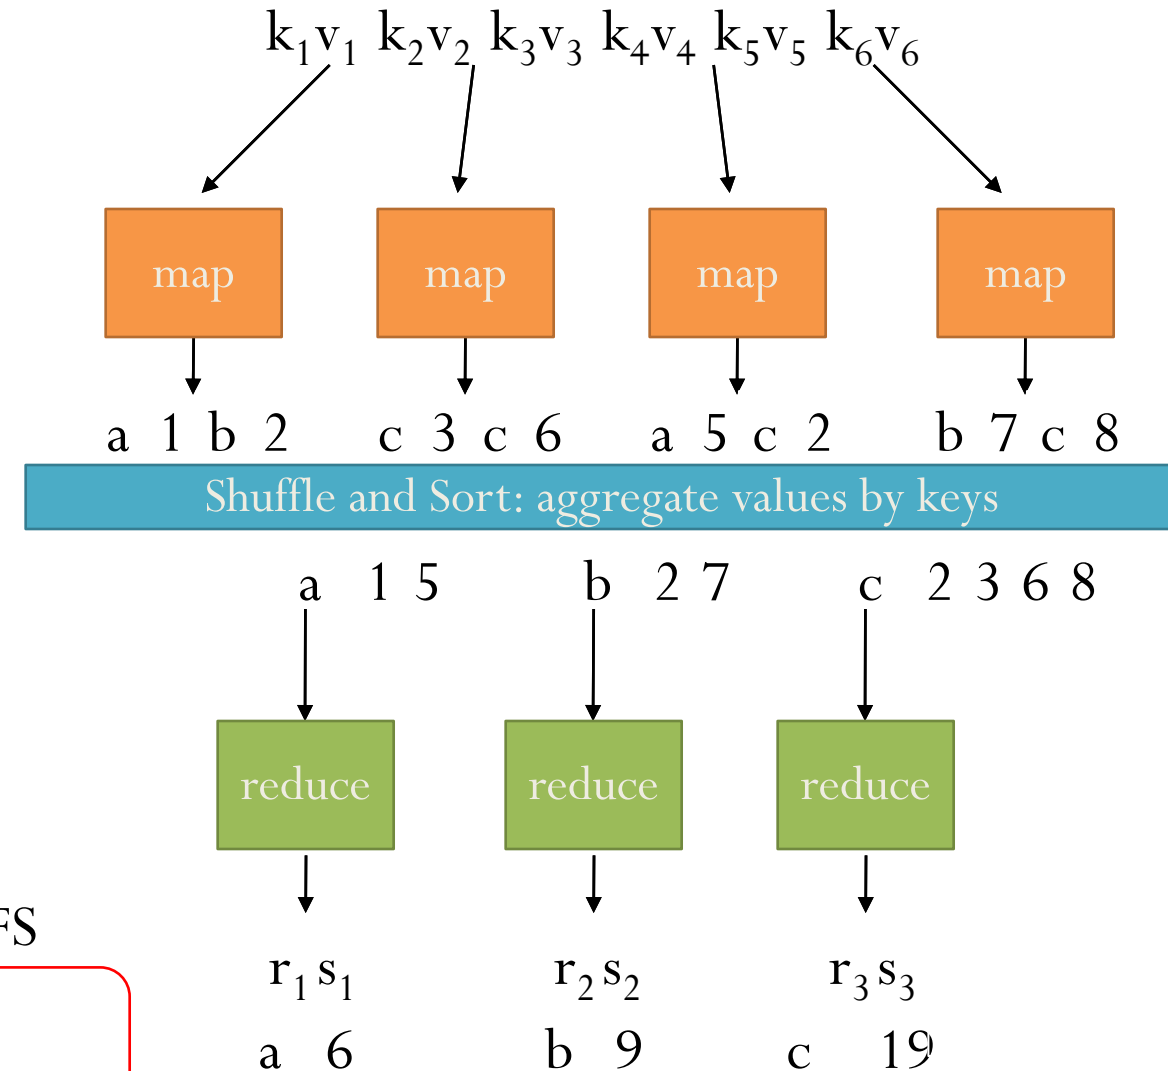 k₁v₁ k₂v₂ k₃v₃ k₄v₄ k₅v₅ k₆v₆
map map map map
a 1 b 2 c 3 c 6 a 5 c 2 b 7 c 8
Shuffle and Sort: aggregate values by keys
a 1 5 b 2 7 c 2 3 6 8
reduce reduce reduce
FS
r₁s₁ r₂s₂ r₃s₃
a 6 b 9 c 19